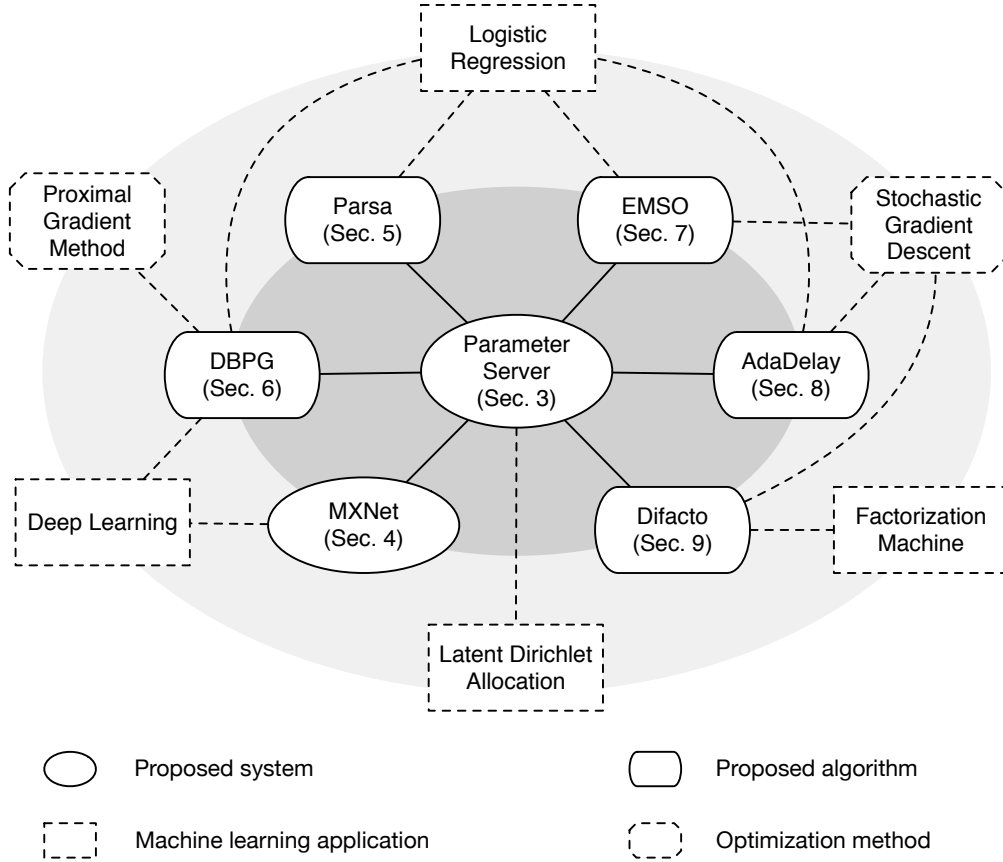 Logistic
Regression
Proximal
Gradient
Method
Parsa
(Sec. 5)
EMSO
(Sec. 7)
Stochastic
Gradient
Descent
DBPG
(Sec. 6)
Parameter
Server
(Sec. 3)
AdaDelay
(Sec. 8)
Deep Learning
MXNet
(Sec. 4)
Difacto
(Sec. 9)
Factorization
Machine
Latent Dirichlet
Allocation
Proposed system
Proposed algorithm
Machine learning application
Optimization method